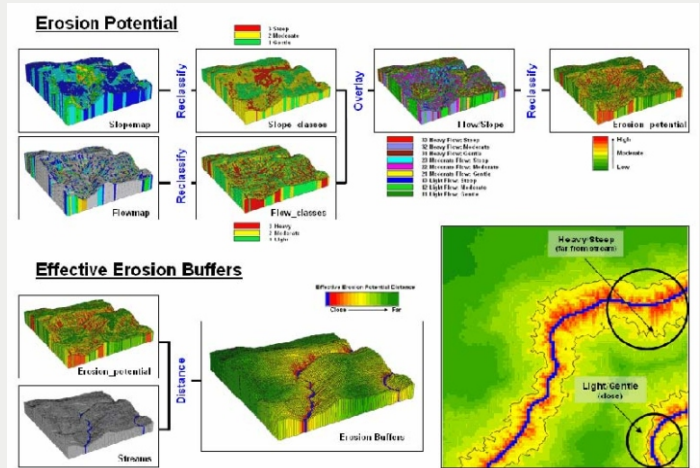 Erosion Potential
3 Steep
2 Moderate
1 Gentle
Slopemap
Reclassify
Slope_classes
Overlay
Flow/Slope
Reclassify
Erosion_potential
33 Heavy Flow: Steep
32 Heavy Flow: Moderate
31 Heavy Flow: Gentle
23 Moderate Flow: Steep
22 Moderate Flow: Moderate
21 Moderate Flow: Gentle
13 Light Flow: Steep
12 Light Flow: Moderate
11 Light Flow: Gentle
High
Moderate
Low
Flowmap
Reclassify
Flow_classes
3 Heavy
2 Moderate
1 Light
Effective Erosion Buffers
Effective Erosion Potential Distance
Close
Far
Erosion_potential
Distance
Streams
Erosion Buffers
Heavy-Steep
(far from stream)
Light-Gentle
(close)